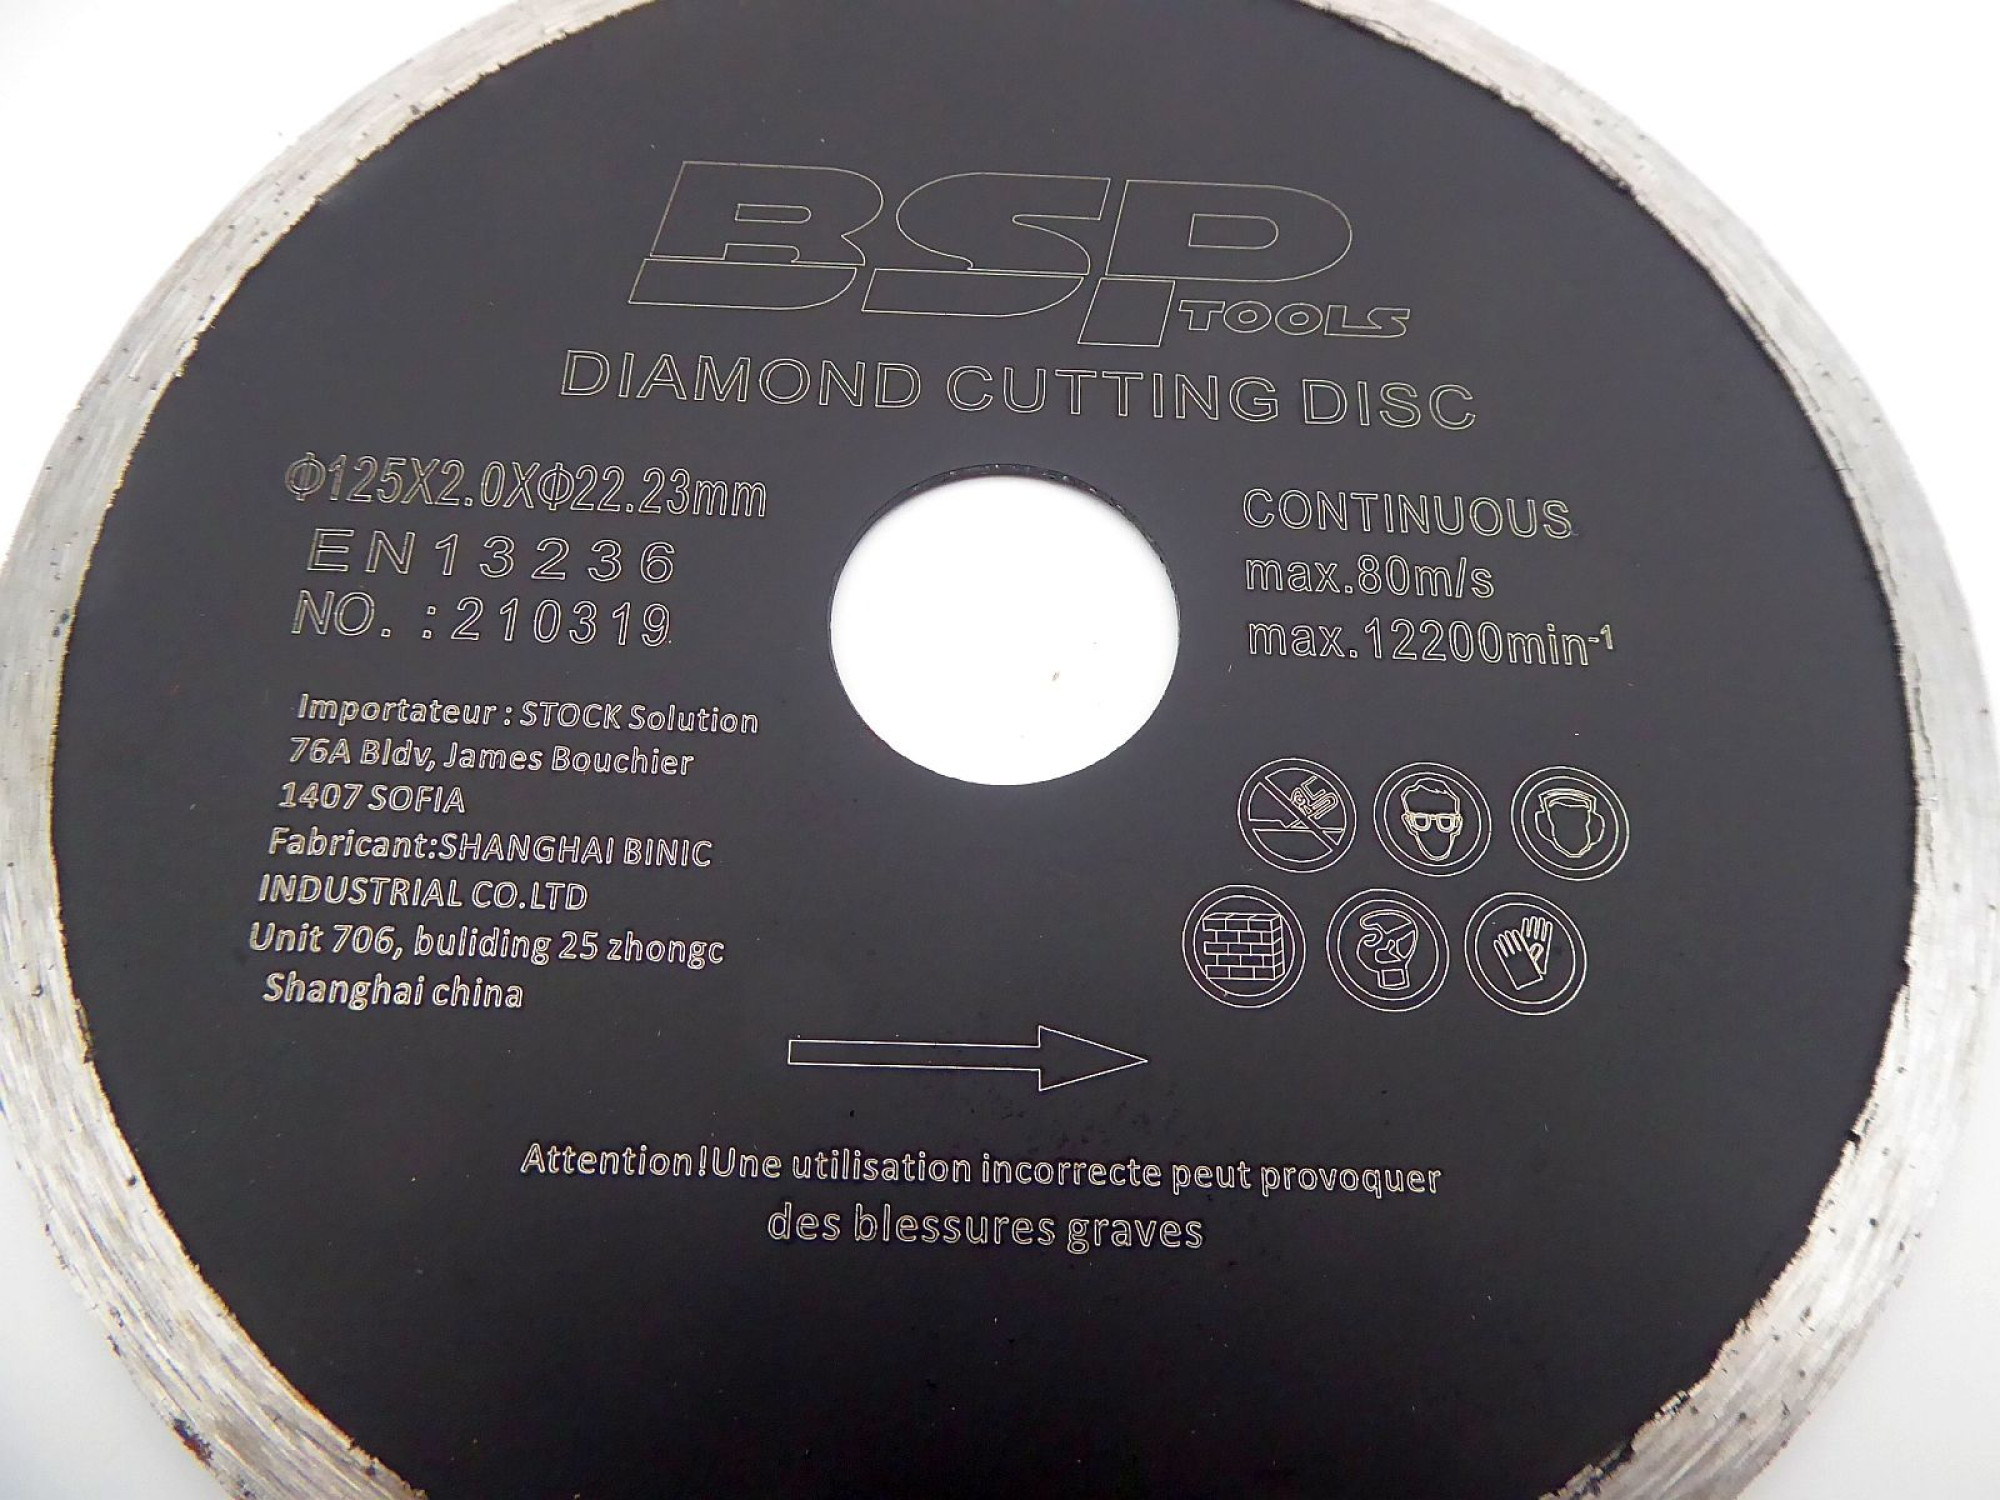 BSP TOOLS
DIAMOND CUTTING DISC
Φ125X2.0XΦ22.23mm
EN13236
NO. :210319
CONTINUOUS
max.80m/s
max.12200min⁻¹
Importateur : STOCK Solution
76A Bldv, James Bouchier
1407 SOFIA
Fabricant:SHANGHAI BINIC
INDUSTRIAL CO.LTD
Unit 706, buliding 25 zhongc
Shanghai china
Attention!Une utilisation incorrecte peut provoquer
des blessures graves